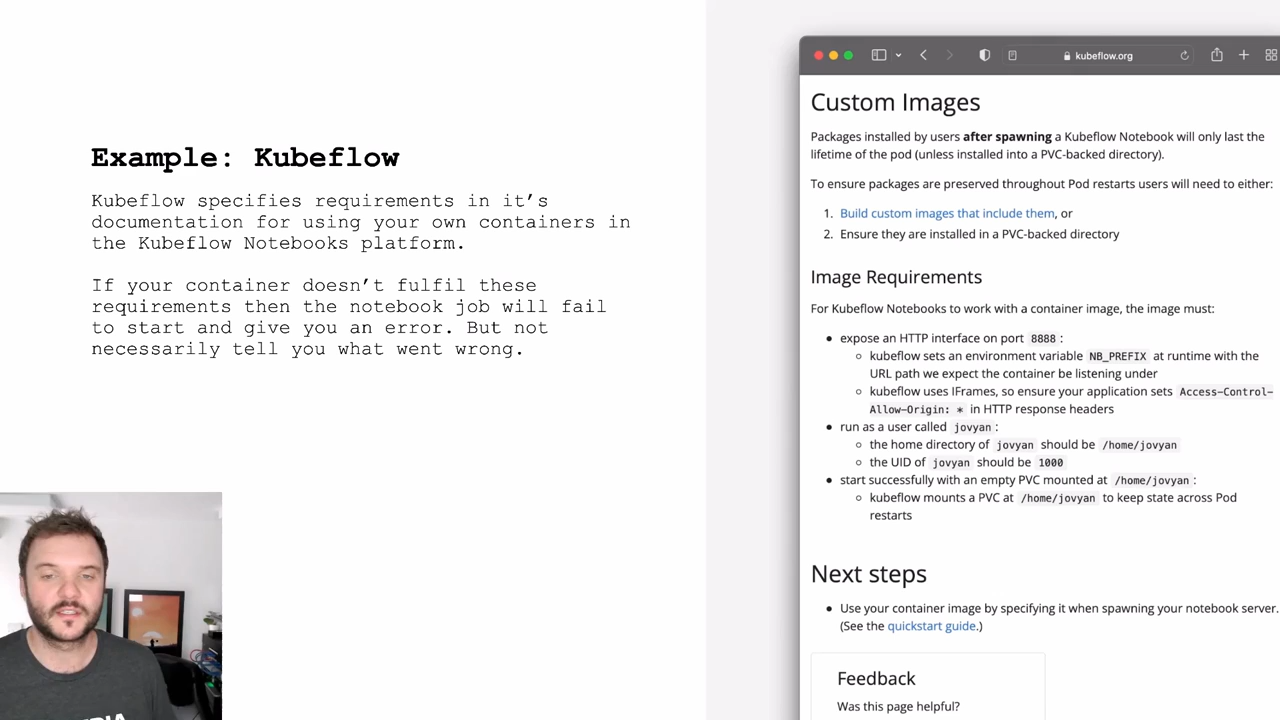 Example: Kubeflow
Kubeflow specifies requirements in it's
documentation for using your own containers in
the Kubeflow Notebooks platform.
If your container doesn't fulfil these
requirements then the notebook job will fail
to start and give you an error. But not
necessarily tell you what went wrong.
kubeflow.org
Custom Images
Packages installed by users after spawning a Kubeflow Notebook will only last the
lifetime of the pod (unless installed into a PVC-backed directory).
To ensure packages are preserved throughout Pod restarts users will need to either:
1. Build custom images that include them, or
2. Ensure they are installed in a PVC-backed directory
Image Requirements
For Kubeflow Notebooks to work with a container image, the image must:
• expose an HTTP interface on port 8888 :
◦ kubeflow sets an environment variable NB_PREFIX at runtime with the
URL path we expect the container be listening under
◦ kubeflow uses IFrames, so ensure your application sets Access-Control-
Allow-Origin: * in HTTP response headers
• run as a user called jovyan :
◦ the home directory of jovyan should be /home/jovyan
◦ the UID of jovyan should be 1000
• start successfully with an empty PVC mounted at /home/jovyan :
◦ kubeflow mounts a PVC at /home/jovyan to keep state across Pod
restarts
Next steps
• Use your container image by specifying it when spawning your notebook server.
(See the quickstart guide.)
Feedback
Was this page helpful?